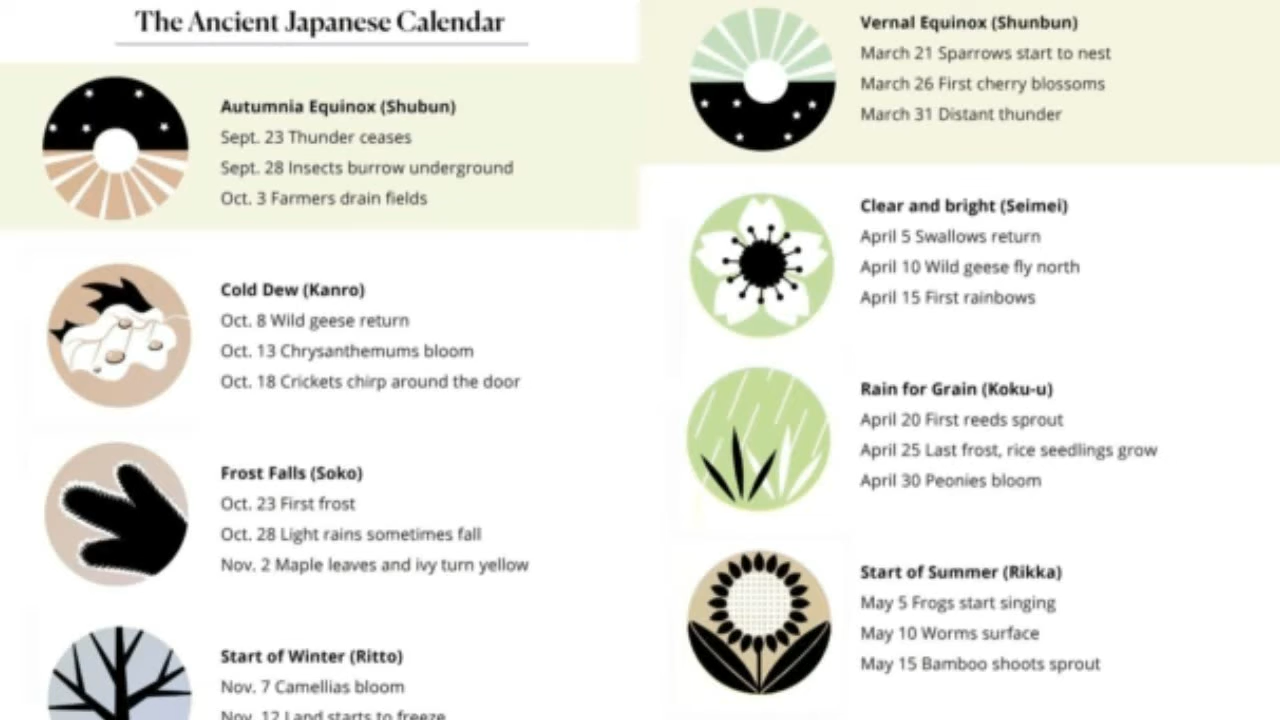 The Ancient Japanese Calendar
Autumnia Equinox (Shubun)
Sept. 23 Thunder ceases
Sept. 28 Insects burrow underground
Oct. 3 Farmers drain fields
Cold Dew (Kanro)
Oct. 8 Wild geese return
Oct. 13 Chrysanthemums bloom
Oct. 18 Crickets chirp around the door
Frost Falls (Soko)
Oct. 23 First frost
Oct. 28 Light rains sometimes fall
Nov. 2 Maple leaves and ivy turn yellow
Start of Winter (Ritto)
Nov. 7 Camellias bloom
Nov. 12 Land starts to freeze
Vernal Equinox (Shunbun)
March 21 Sparrows start to nest
March 26 First cherry blossoms
March 31 Distant thunder
Clear and bright (Seimei)
April 5 Swallows return
April 10 Wild geese fly north
April 15 First rainbows
Rain for Grain (Koku-u)
April 20 First reeds sprout
April 25 Last frost, rice seedlings grow
April 30 Peonies bloom
Start of Summer (Rikka)
May 5 Frogs start singing
May 10 Worms surface
May 15 Bamboo shoots sprout